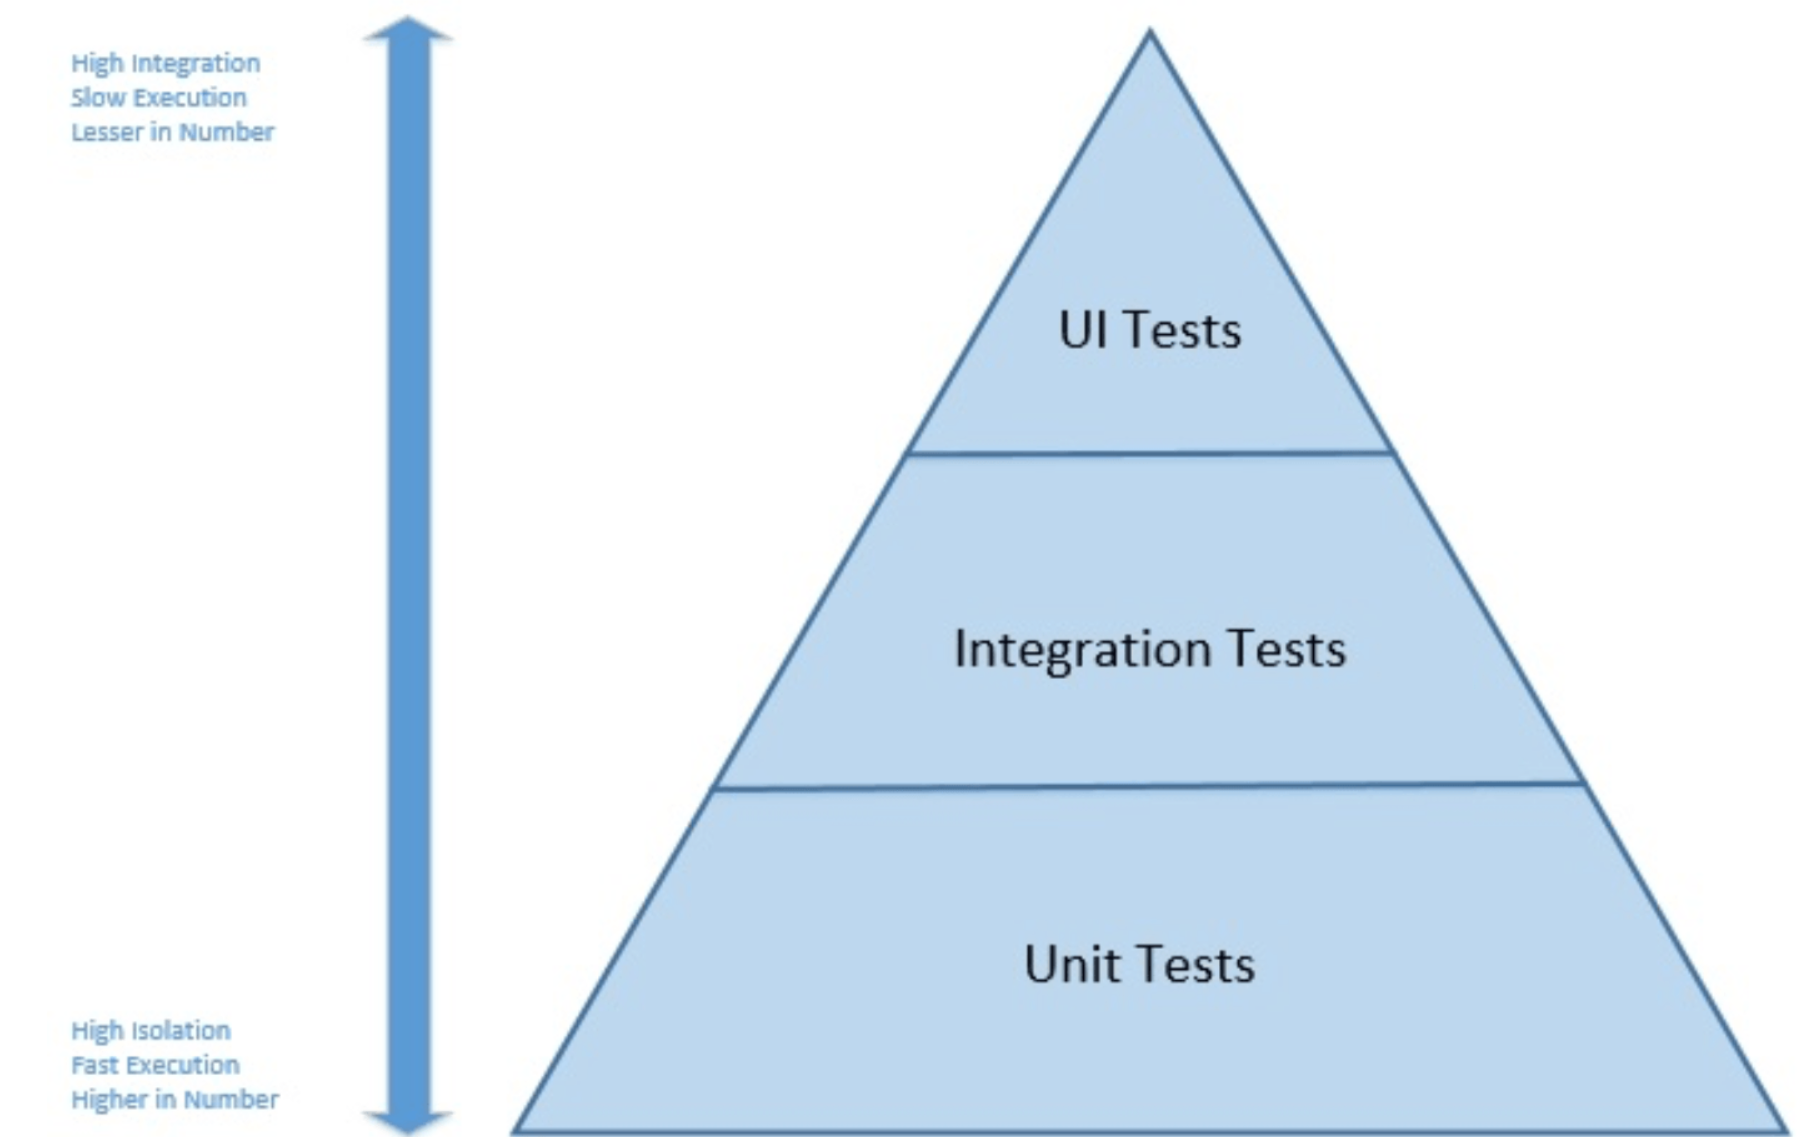 High Integration
Slow Execution
Lesser in Number
UI Tests
Integration Tests
Unit Tests
High Isolation
Fast Execution
Higher in Number